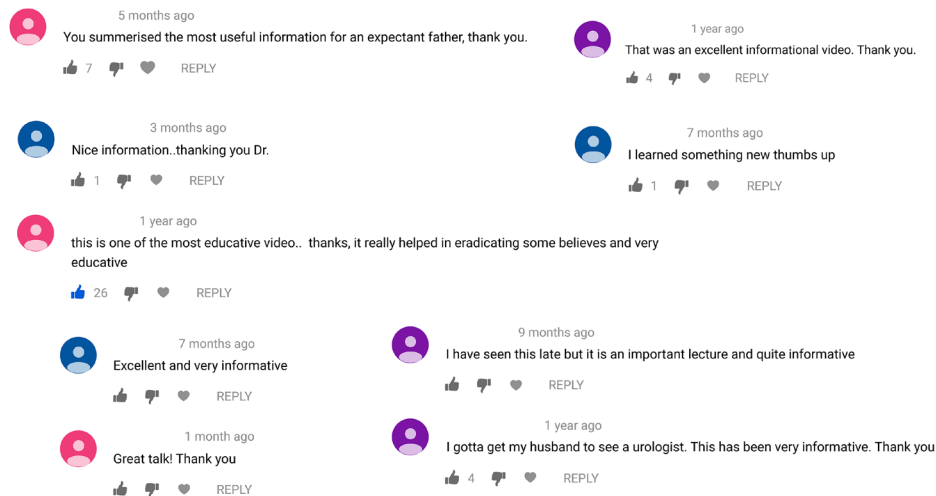 5 months ago
You summerised the most useful information for an expectant father, thank you.
7 REPLY
1 year ago
That was an excellent informational video. Thank you.
4 REPLY
3 months ago
Nice information..thanking you Dr.
1 REPLY
7 months ago
I learned something new thumbs up
1 REPLY
1 year ago
this is one of the most educative video.. thanks, it really helped in eradicating some believes and very
educative
26 REPLY
7 months ago
Excellent and very informative
REPLY
9 months ago
I have seen this late but it is an important lecture and quite informative
REPLY
1 month ago
Great talk! Thank you
REPLY
1 year ago
I gotta get my husband to see a urologist. This has been very informative. Thank you
4 REPLY